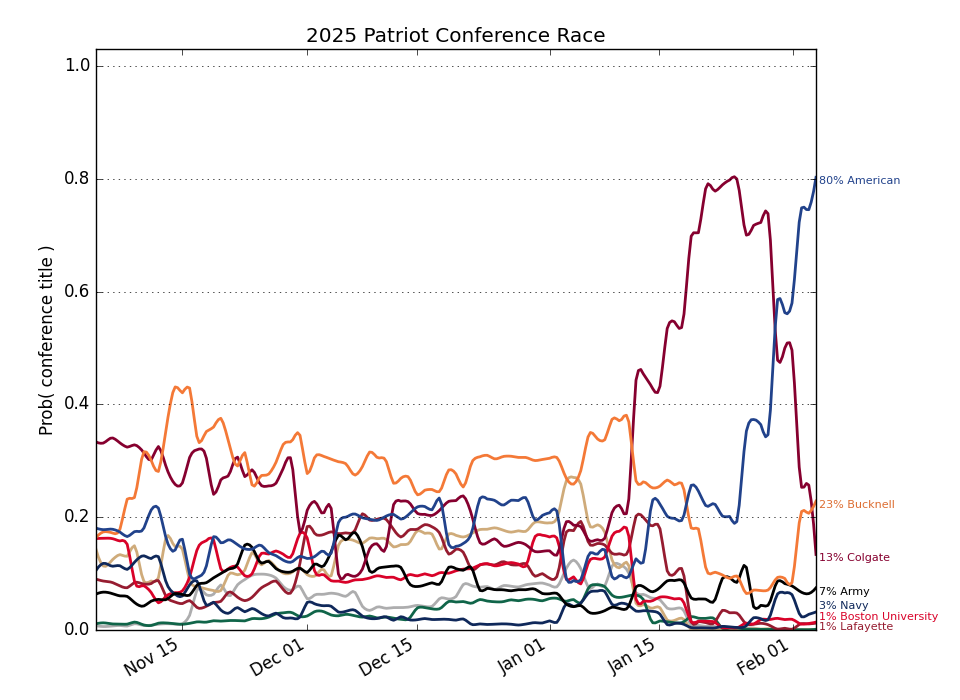 2025 Patriot Conference Race
Prob( conference title )
1.0
0.8
0.6
0.4
0.2
0.0
Nov 15
Dec 01
Dec 15
Jan 01
Jan 15
Feb 01
80% American
23% Bucknell
13% Colgate
7% Army
3% Navy
1% Boston University
1% Lafayette